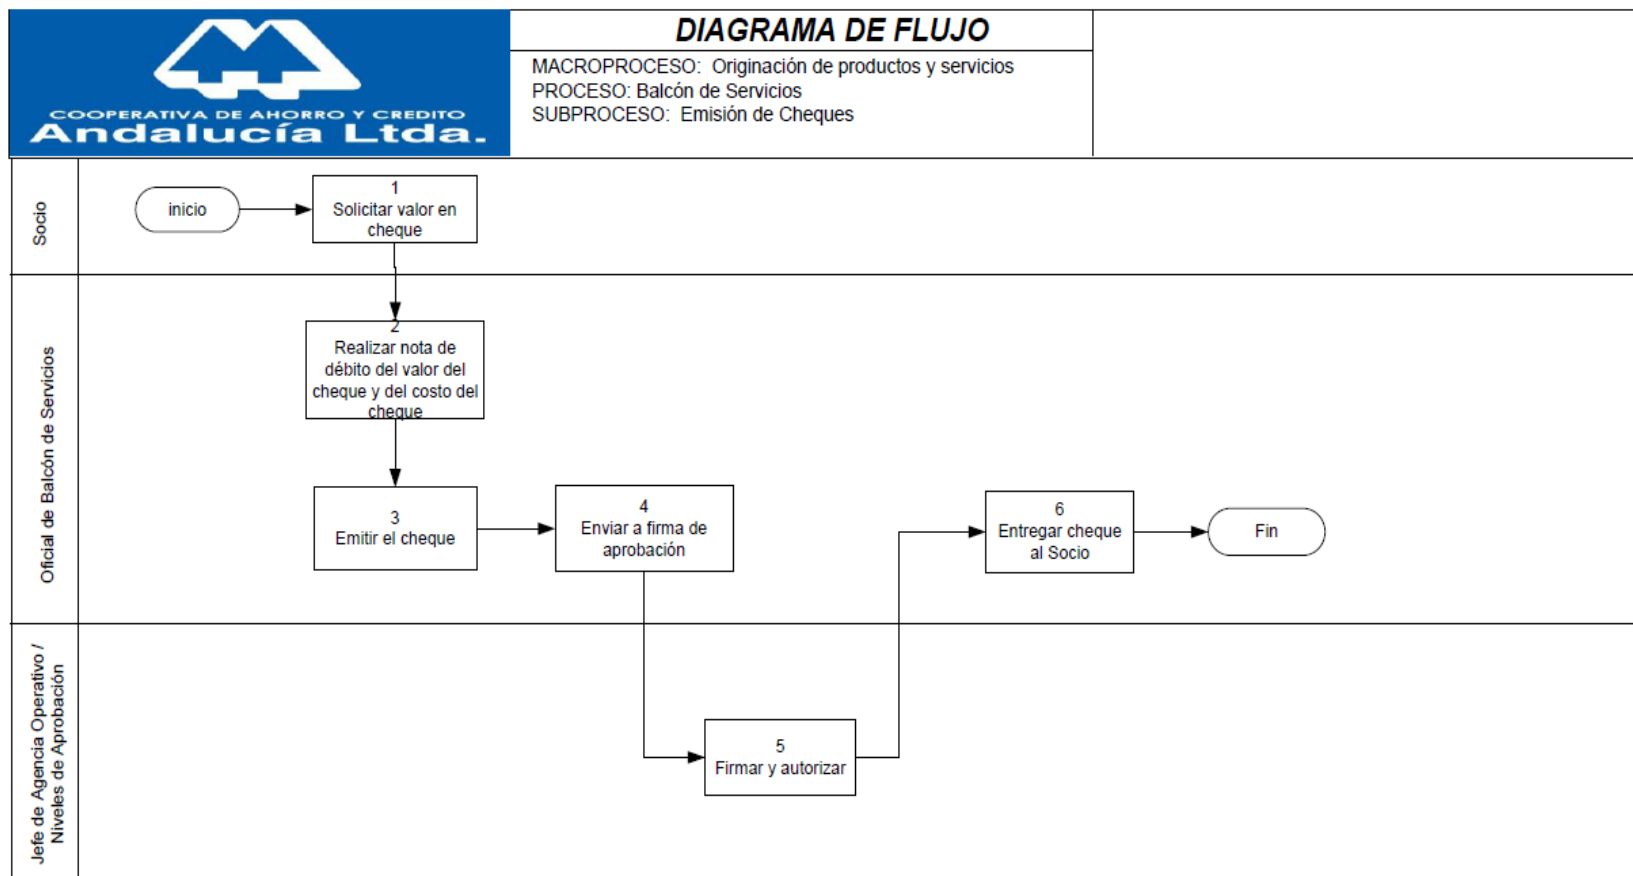 COOPERATIVA DE AHORRO Y CREDITO
Andalucía Ltda.
DIAGRAMA DE FLUJO
MACROPROCESO: Originación de productos y servicios
PROCESO: Balcón de Servicios
SUBPROCESO: Emisión de Cheques
Socio
inicio
1
Solicitar valor en
cheque
Oficial de Balcón de Servicios
2
Realizar nota de
débito del valor del
cheque y del costo del
cheque
3
Emitir el cheque
4
Enviar a firma de
aprobación
6
Entregar cheque
al Socio
Fin
Jefe de Agencia Operativo /
Niveles de Aprobación
5
Firmar y autorizar